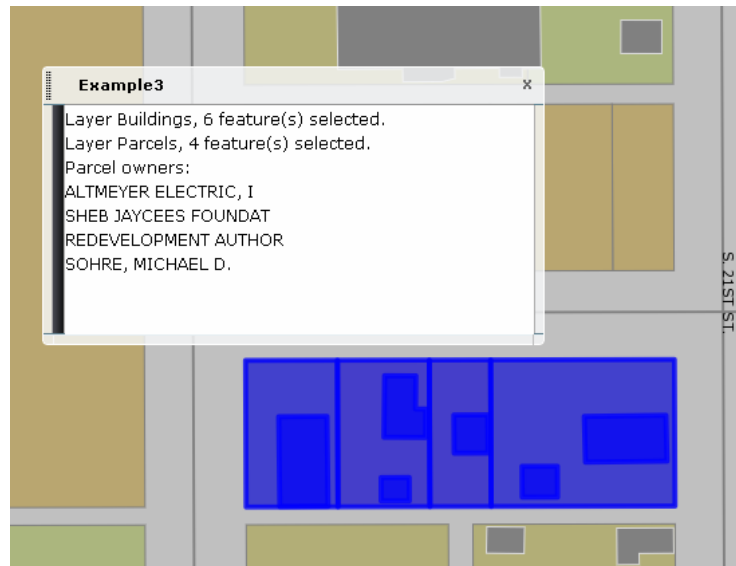 Example3
x
Layer Buildings, 6 feature(s) selected.
Layer Parcels, 4 feature(s) selected.
Parcel owners:
ALTMEYER ELECTRIC, I
SHEB JAYCEES FOUNDAT
REDEVELOPMENT AUTHOR
SOHRE, MICHAEL D.
S. 21ST ST.